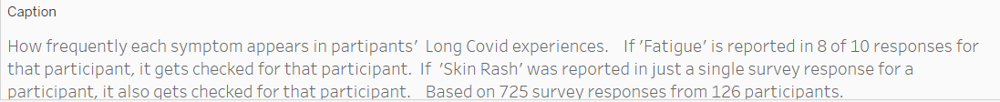 Caption
How frequently each symptom appears in partipants’ Long Covid experiences. If ’Fatigue’ is reported in 8 of 10 responses for
that participant, it gets checked for that participant. If ’Skin Rash’ was reported in just a single survey response for a
participant, it also gets checked for that participant. Based on 725 survey responses from 126 participants.